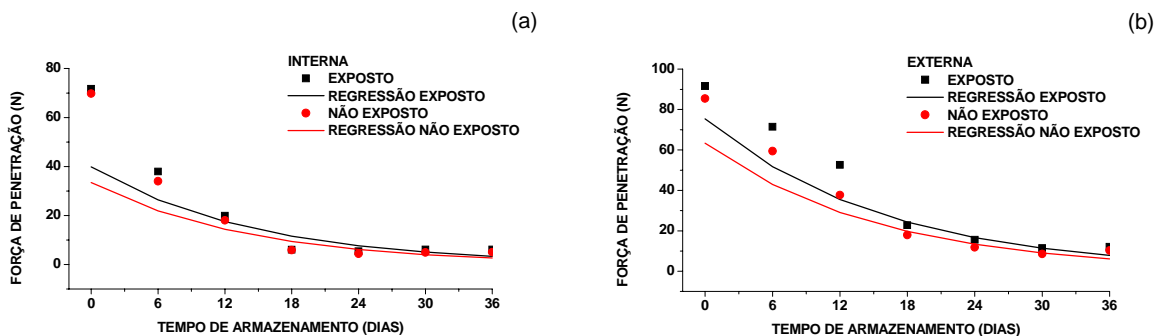 (a)
INTERNA
EXPOSTO
REGRESSÃO EXPOSTO
NÃO EXPOSTO
REGRESSÃO NÃO EXPOSTO
FORÇA DE PENETRAÇÃO (N)
80
60
40
20
0
0 6 12 18 24 30 36
TEMPO DE ARMAZENAMENTO (DIAS)
(b)
EXTERNA
EXPOSTO
REGRESSÃO EXPOSTO
NÃO EXPOSTO
REGRESSÃO NÃO EXPOSTO
FORÇA DE PENETRAÇÃO (N)
100
80
60
40
20
0
0 6 12 18 24 30 36
TEMPO DE ARMAZENAMENTO (DIAS)